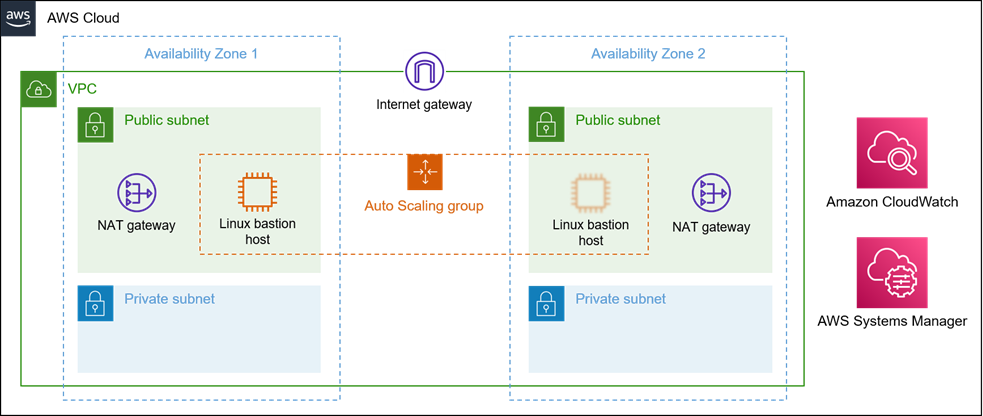 aws
AWS Cloud
Availability Zone 1
Availability Zone 2
VPC
Internet gateway
Public subnet
Public subnet
NAT gateway
Linux bastion
host
Auto Scaling group
Linux bastion
host
NAT gateway
Private subnet
Private subnet
Amazon CloudWatch
AWS Systems Manager